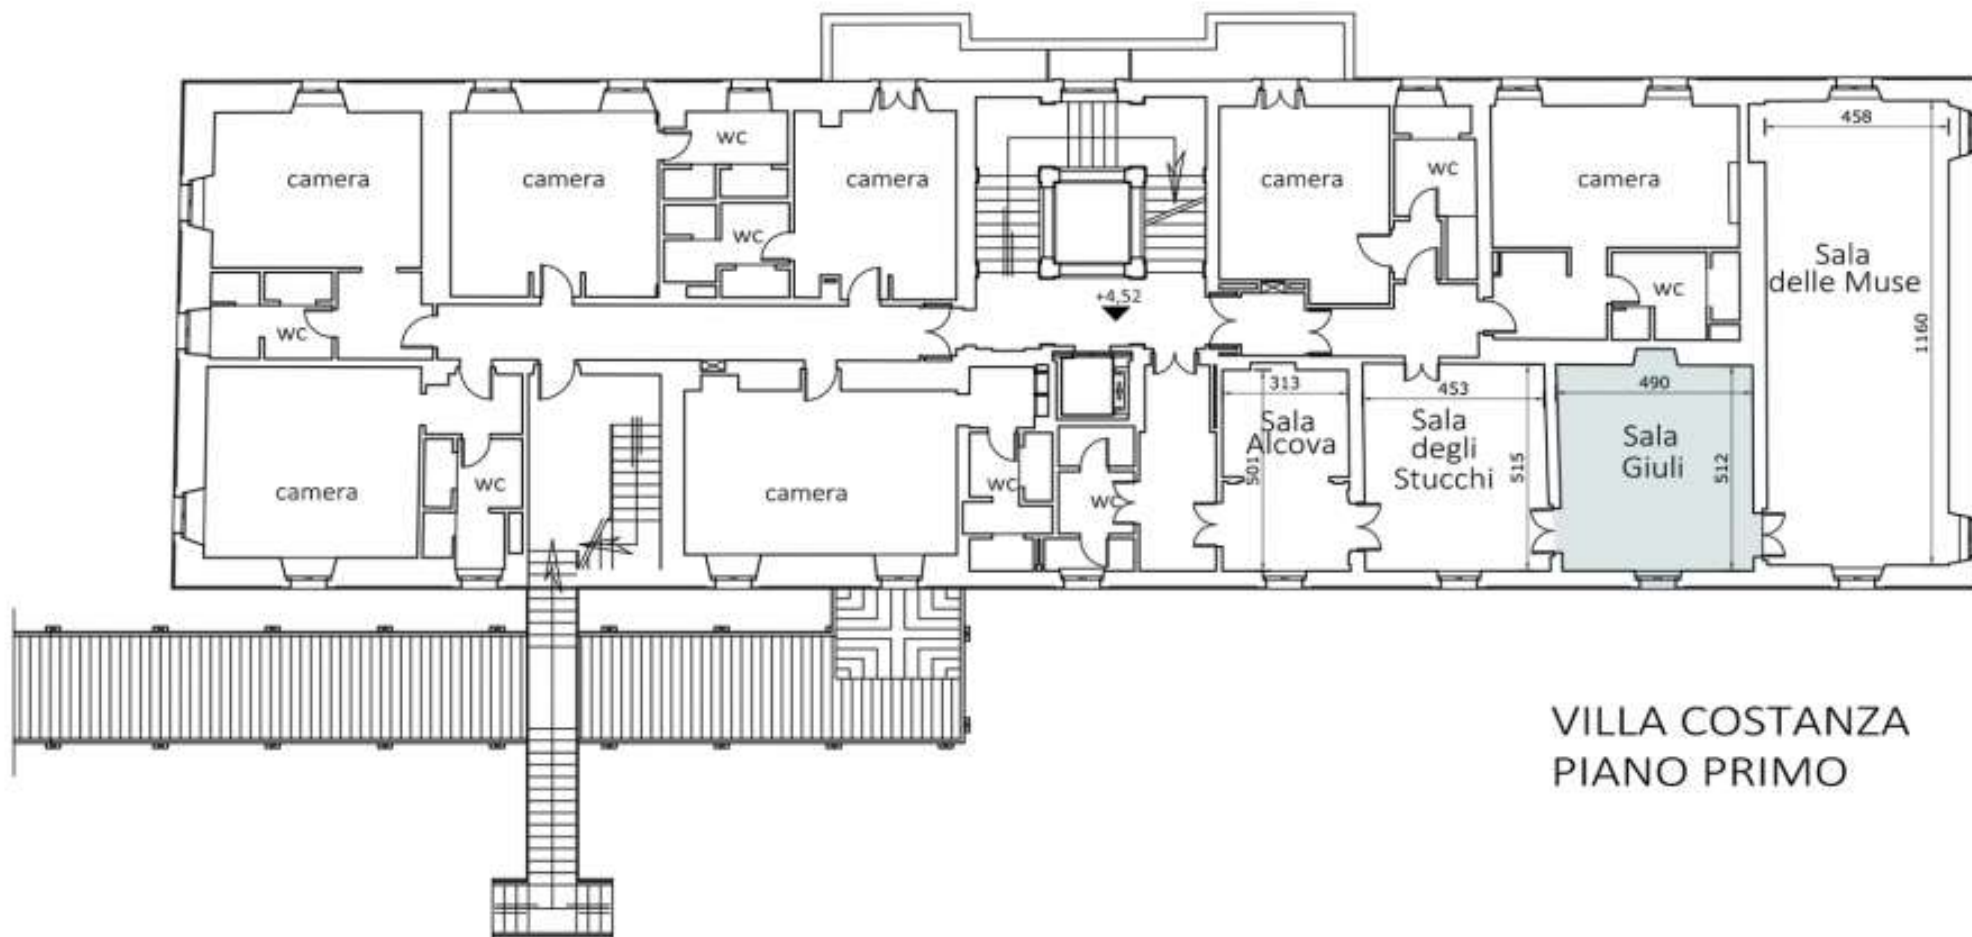 458
wc
camera
camera
camera
camera
wc
camera
wc
Sala
delle Muse
wc
+4,52
wc
1160
313
453
490
Sala
Alcova
501
Sala
degli
Stucchi
515
Sala
Giuli
512
camera
wc
camera
wc
wc
VILLA COSTANZA
PIANO PRIMO